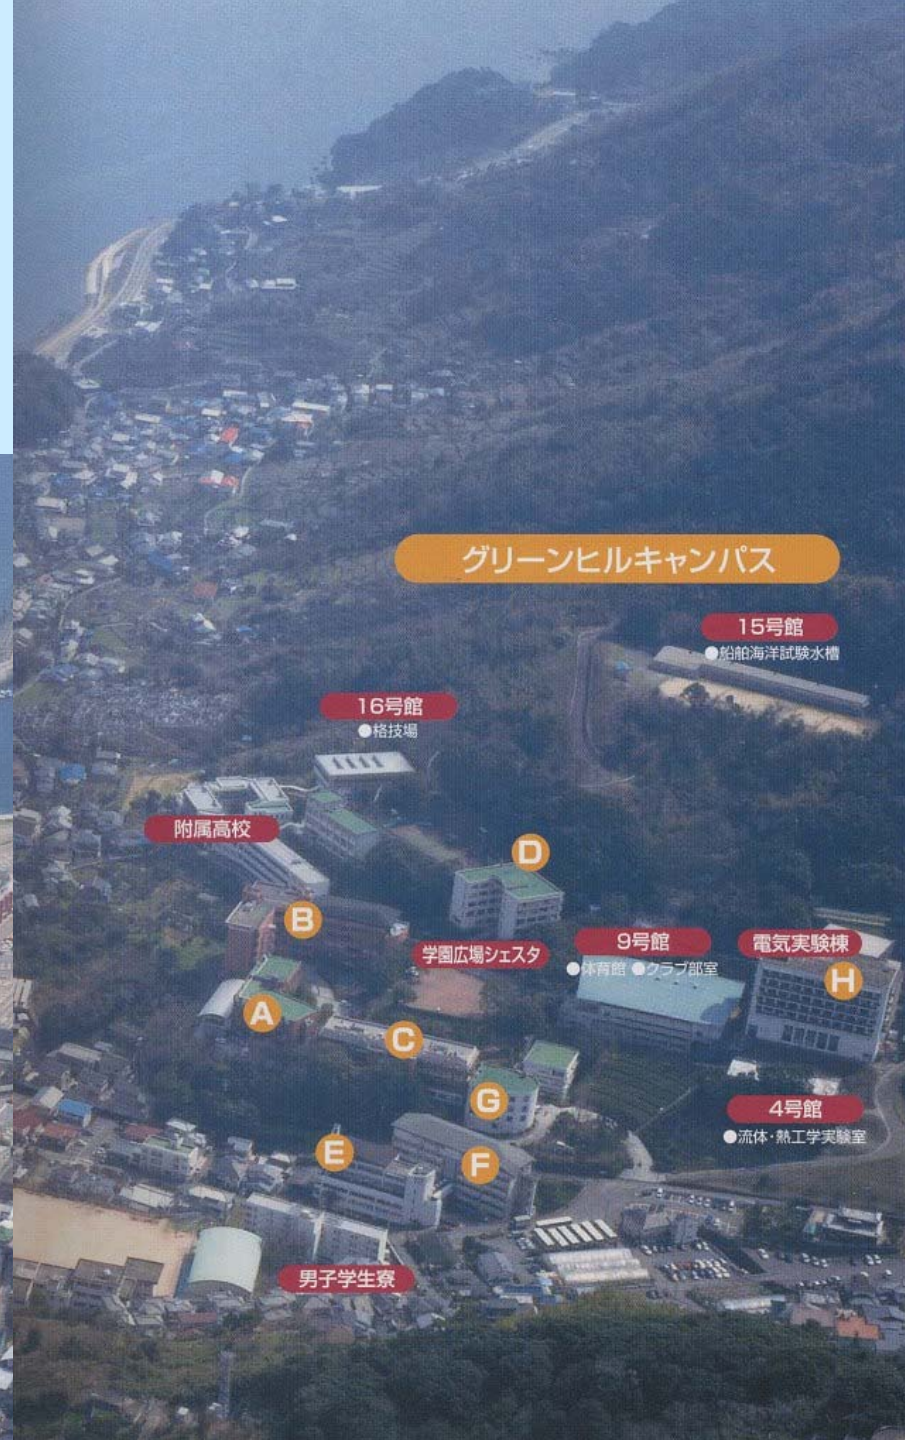 グリーンヒルキャンパス
15号館
●船舶海洋試験水槽
16号館
●格技場
附属高校
D
B
学園広場シェスタ
9号館
●体育館 ●クラブ部室
電気実験棟
H
A
C
G
4号館
●流体・熱工学実験室
E
F
男子学生寮